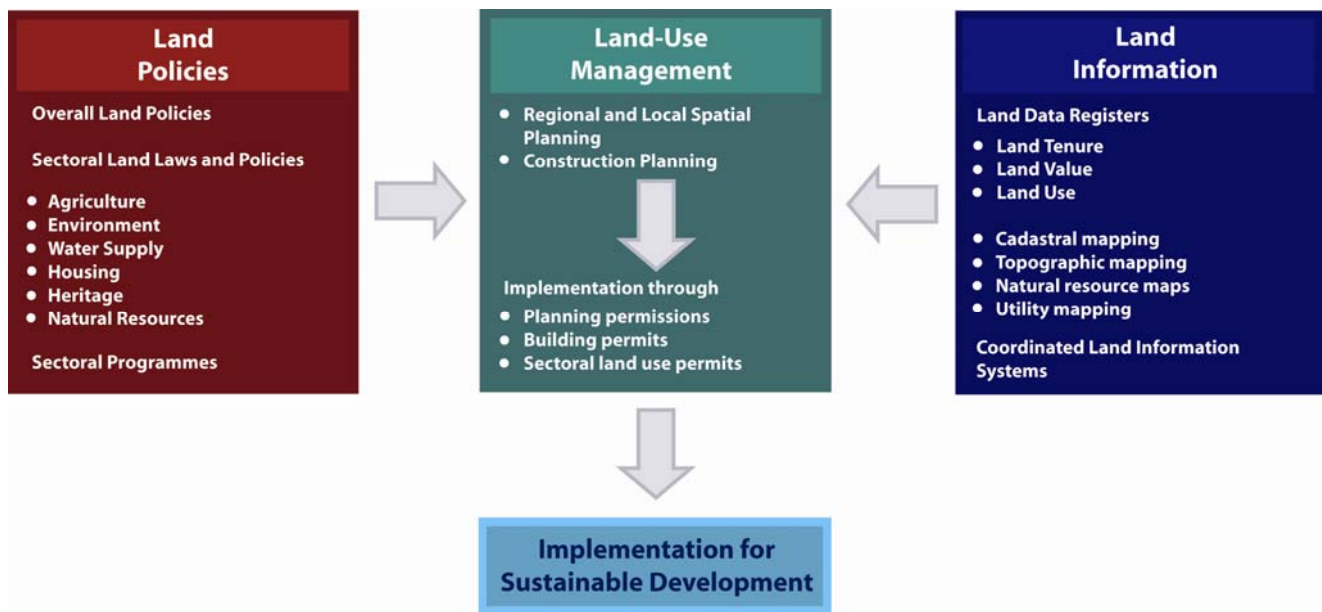 Land
Policies
Overall Land Policies
Sectoral Land Laws and Policies
• Agriculture
• Environment
• Water Supply
• Housing
• Heritage
• Natural Resources
Sectoral Programmes
Land-Use
Management
• Regional and Local Spatial
Planning
• Construction Planning
Implementation through
• Planning permissions
• Building permits
• Sectoral land use permits
Land
Information
Land Data Registers
• Land Tenure
• Land Value
• Land Use
• Cadastral mapping
• Topographic mapping
• Natural resource maps
• Utility mapping
Coordinated Land Information
Systems
Implementation for
Sustainable Development